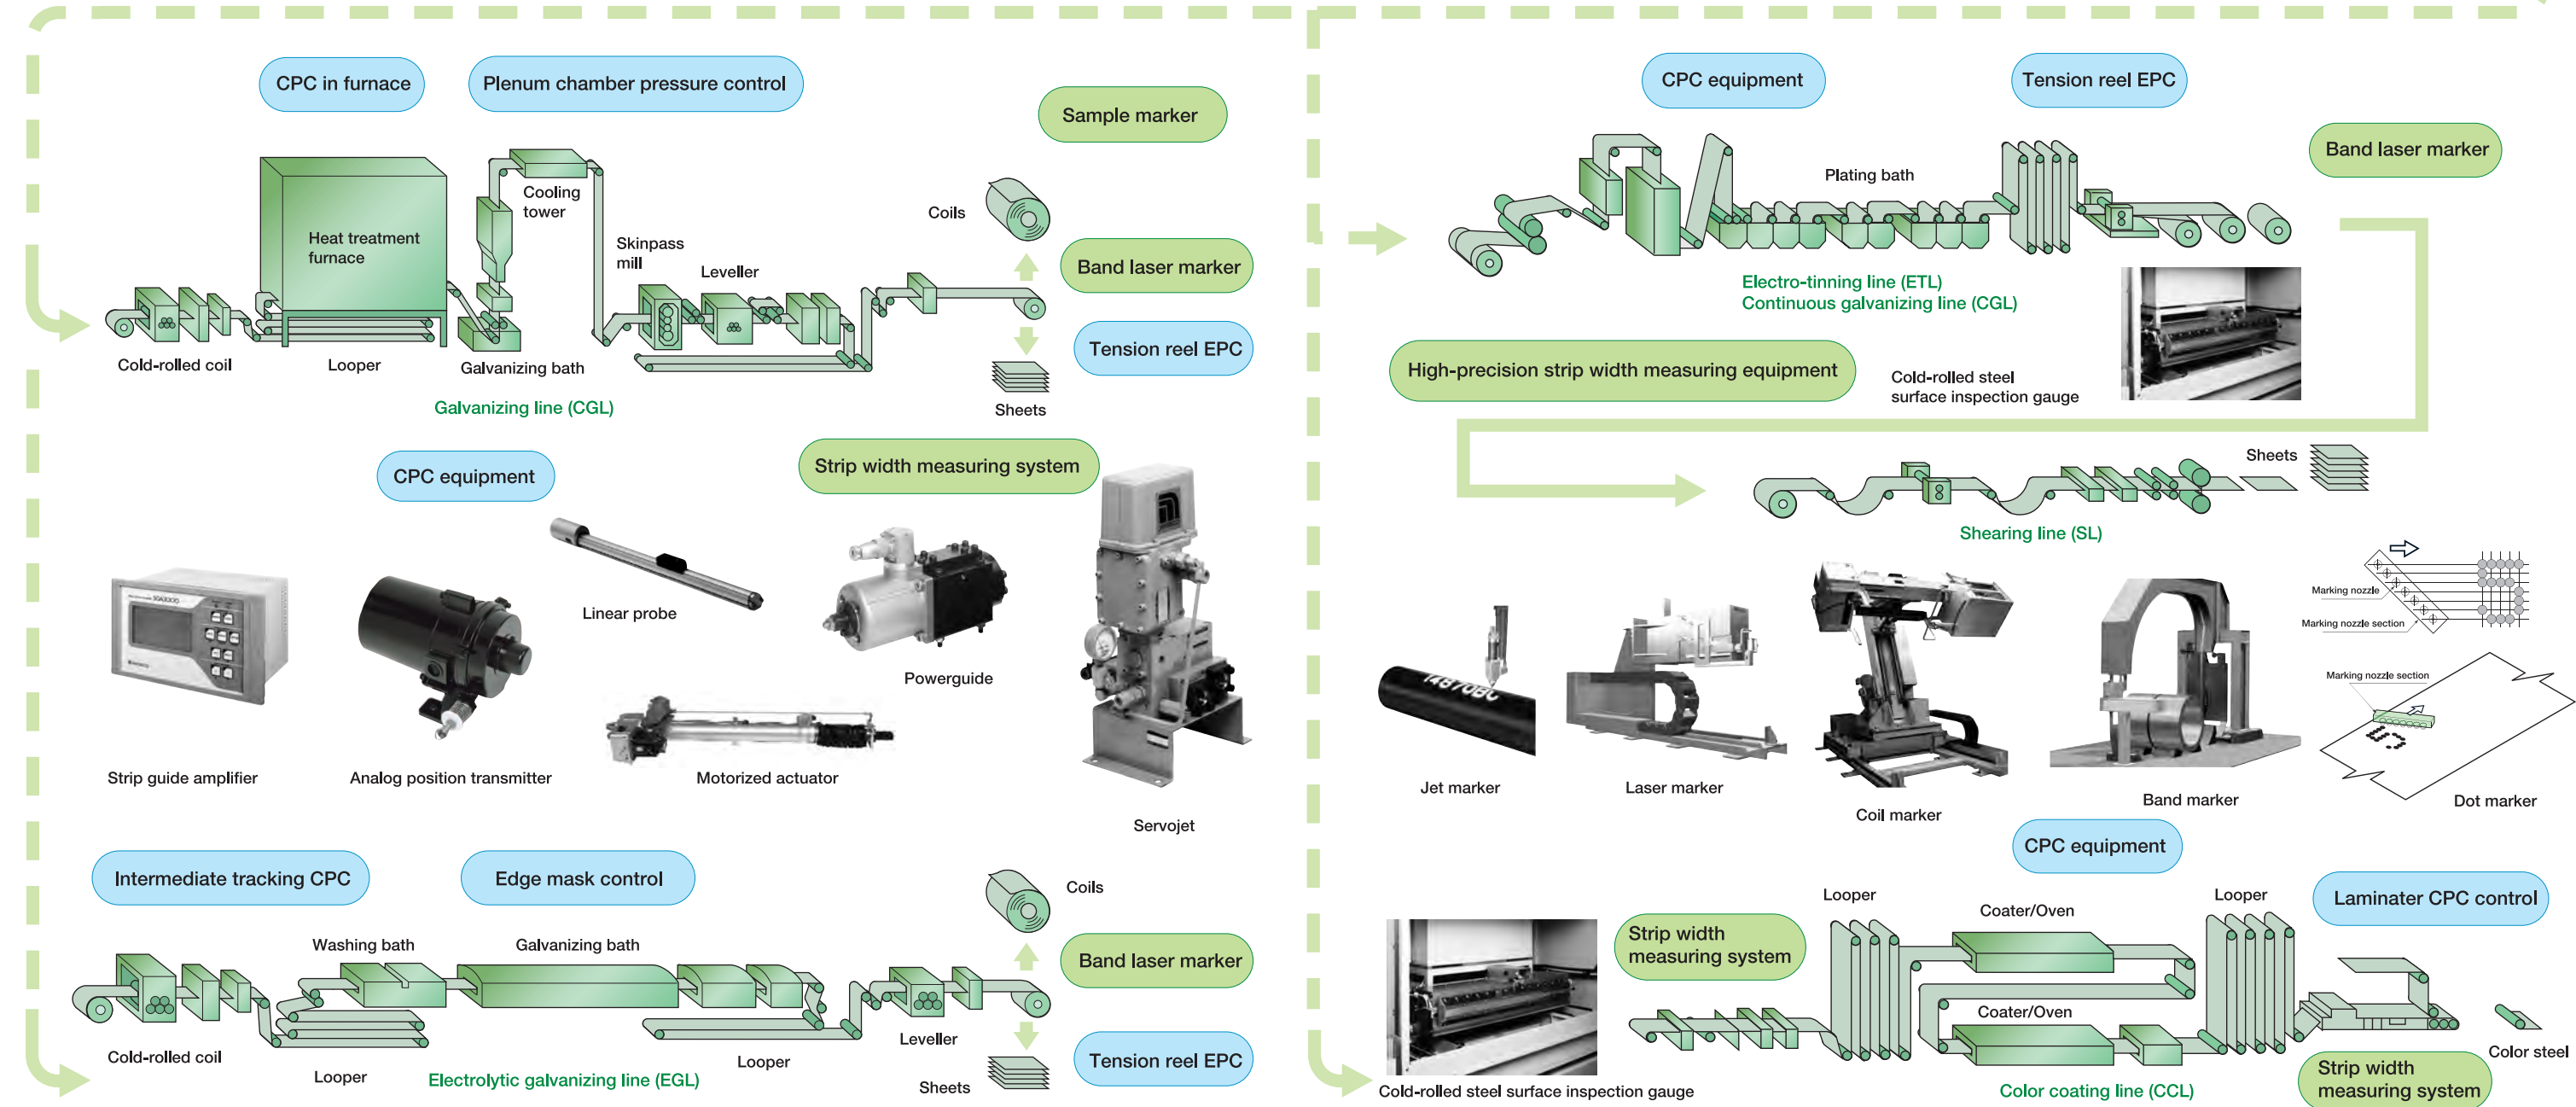 CPC in furnace
Plenum chamber pressure control
Sample marker
Cooling
tower
Coils
Heat treatment
furnace
Skinpass
mill
Leveller
Band laser marker
Tension reel EPC
Cold-rolled coil
Looper
Galvanizing bath
Sheets
Galvanizing line (CGL)
CPC equipment
Strip width measuring system
Linear probe
Powerguide
Strip guide amplifier
Analog position transmitter
Motorized actuator
Servojet
Intermediate tracking CPC
Edge mask control
Coils
Washing bath
Galvanizing bath
Band laser marker
Cold-rolled coil
Looper
Looper
Leveller
Tension reel EPC
Sheets
Electrolytic galvanizing line (EGL)
CPC equipment
Tension reel EPC
Band laser marker
Plating bath
Electro-tinning line (ETL)
Continuous galvanizing line (CGL)
High-precision strip width measuring equipment
Cold-rolled steel
surface inspection gauge
Sheets
Shearing line (SL)
Marking nozzle
Marking nozzle section
Marking nozzle section
14870BC
Jet marker
Laser marker
Coil marker
Band marker
Dot marker
CPC equipment
Looper
Coater/Oven
Looper
Laminater CPC control
Strip width
measuring system
Coater/Oven
Color steel
Strip width
measuring system
Cold-rolled steel surface inspection gauge
Color coating line (CCL)